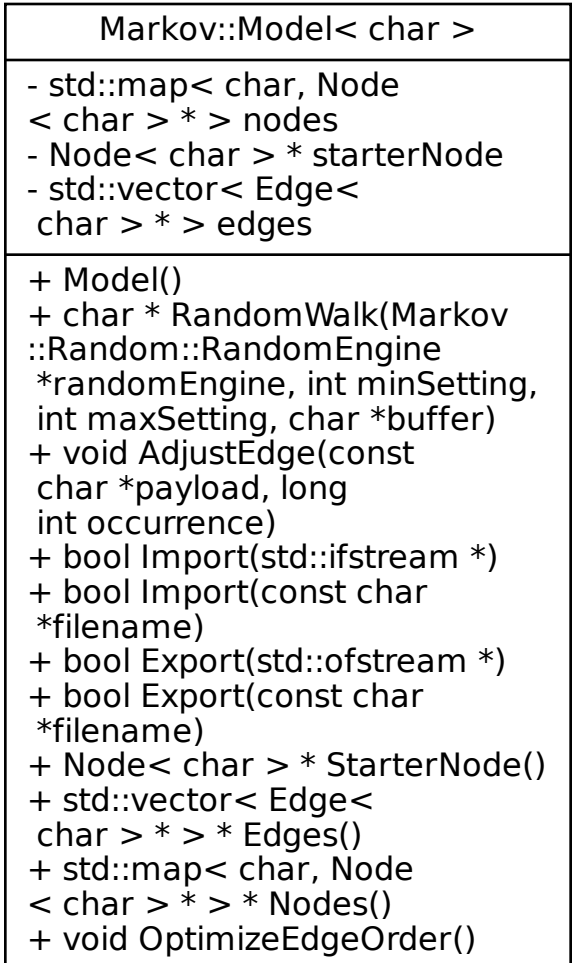 Markov::Model< char >
- std::map< char, Node
< char > * > nodes
- Node< char > * starterNode
- std::vector< Edge<
char > * > edges
+ Model()
+ char * RandomWalk(Markov
::Random::RandomEngine
*randomEngine, int minSetting,
int maxSetting, char *buffer)
+ void AdjustEdge(const
char *payload, long
int occurrence)
+ bool Import(std::ifstream *)
+ bool Import(const char
*filename)
+ bool Export(std::ofstream *)
+ bool Export(const char
*filename)
+ Node< char > * StarterNode()
+ std::vector< Edge<
char > * > * Edges()
+ std::map< char, Node
< char > * > * Nodes()
+ void OptimizeEdgeOrder()